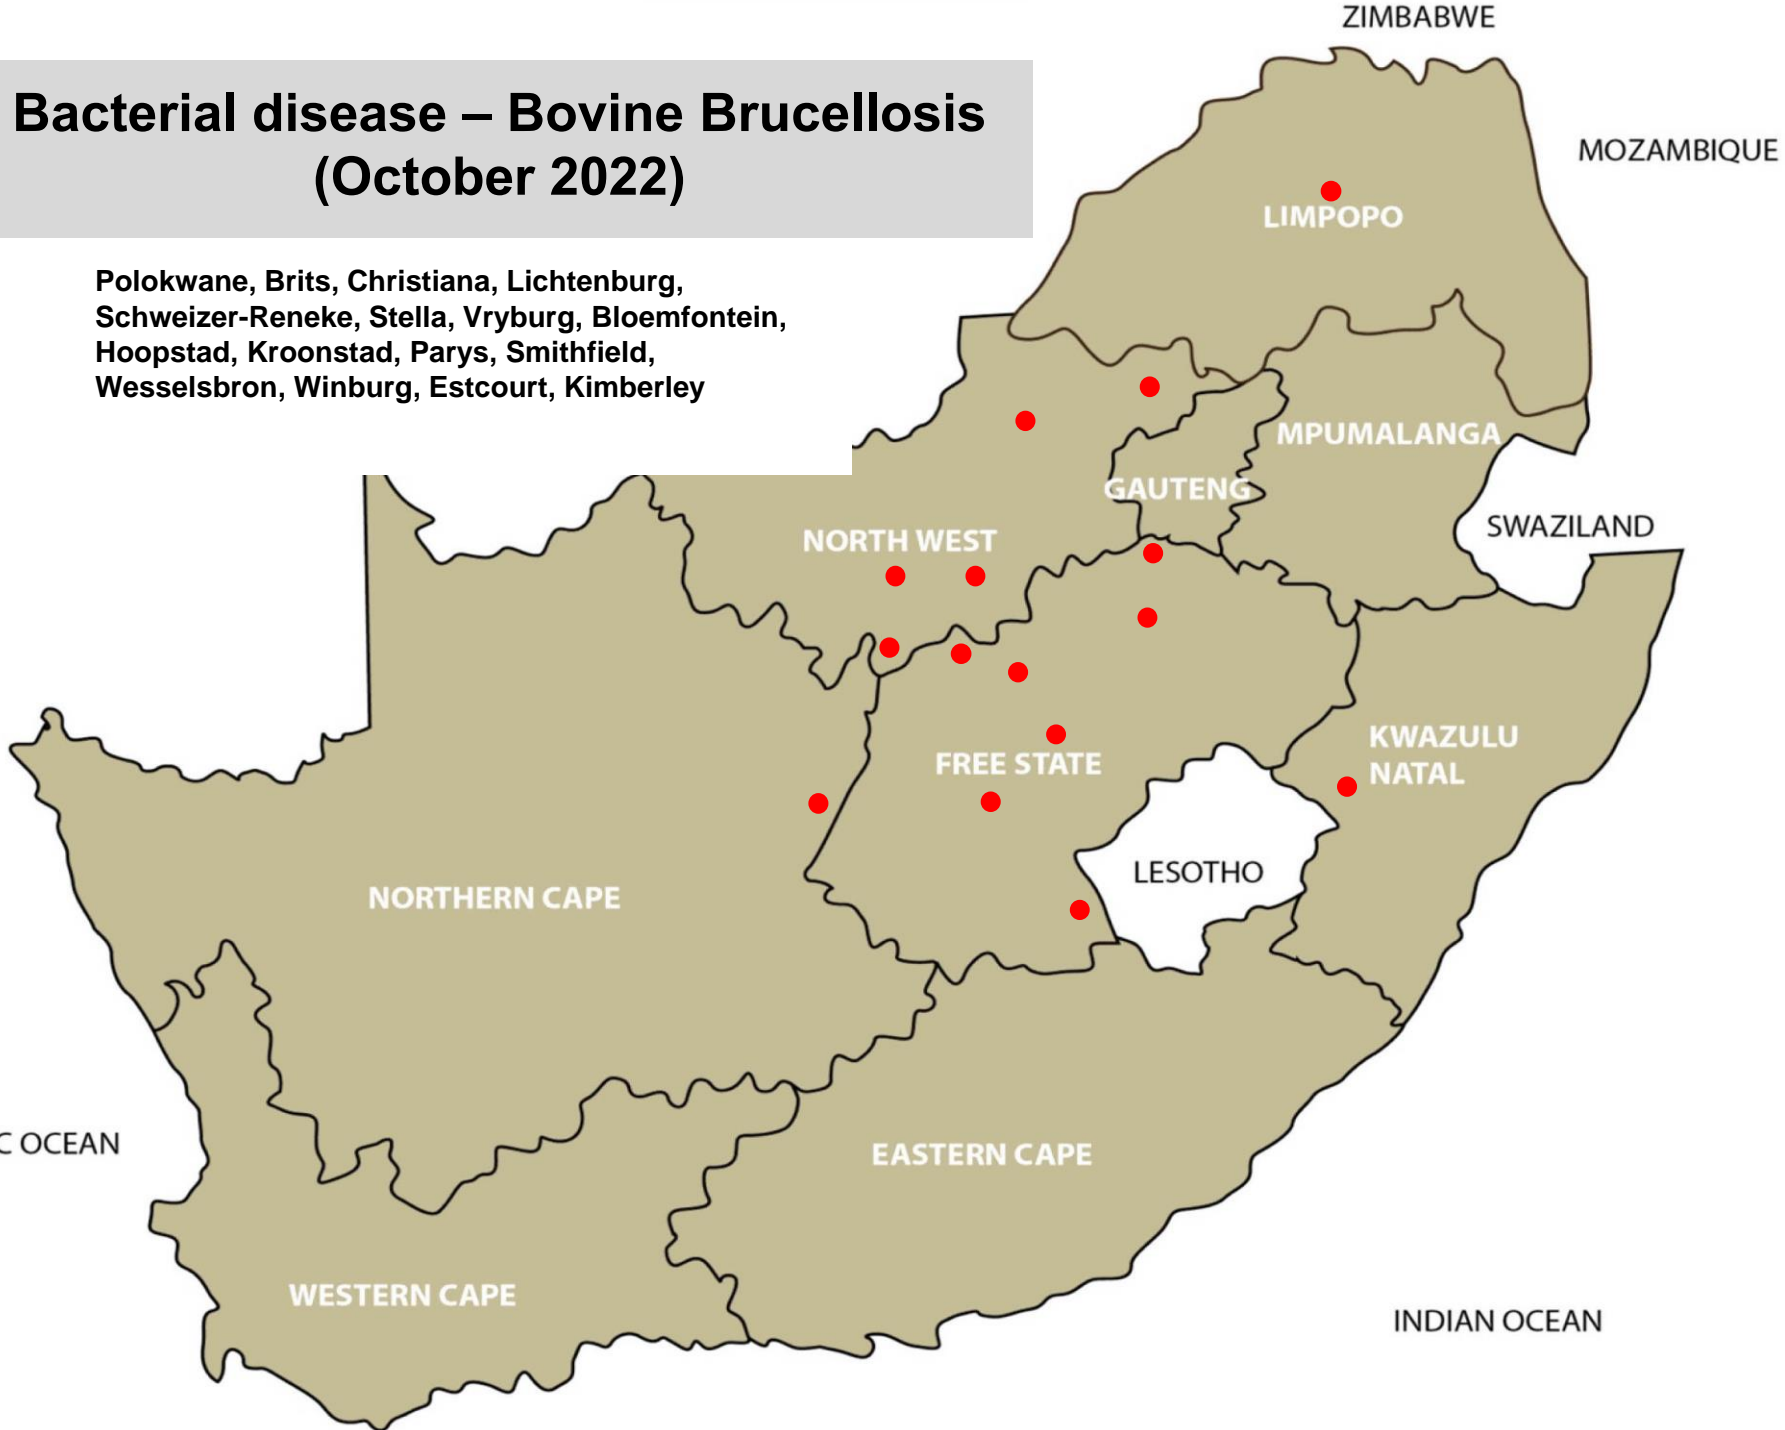 ZIMBABWE
Bacterial disease – Bovine Brucellosis
(October 2022)
MOZAMBIQUE
LIMPOPO
Polokwane, Brits, Christiana, Lichtenburg,
Schweizer-Reneke, Stella, Vryburg, Bloemfontein,
Hoopstad, Kroonstad, Parys, Smithfield,
Wesselsbron, Winburg, Estcourt, Kimberley
MPUMALANGA
GAUTENG
SWAZILAND
NORTH WEST
KWAZULU
NATAL
FREE STATE
LESOTHO
NORTHERN CAPE
C OCEAN
EASTERN CAPE
WESTERN CAPE
INDIAN OCEAN